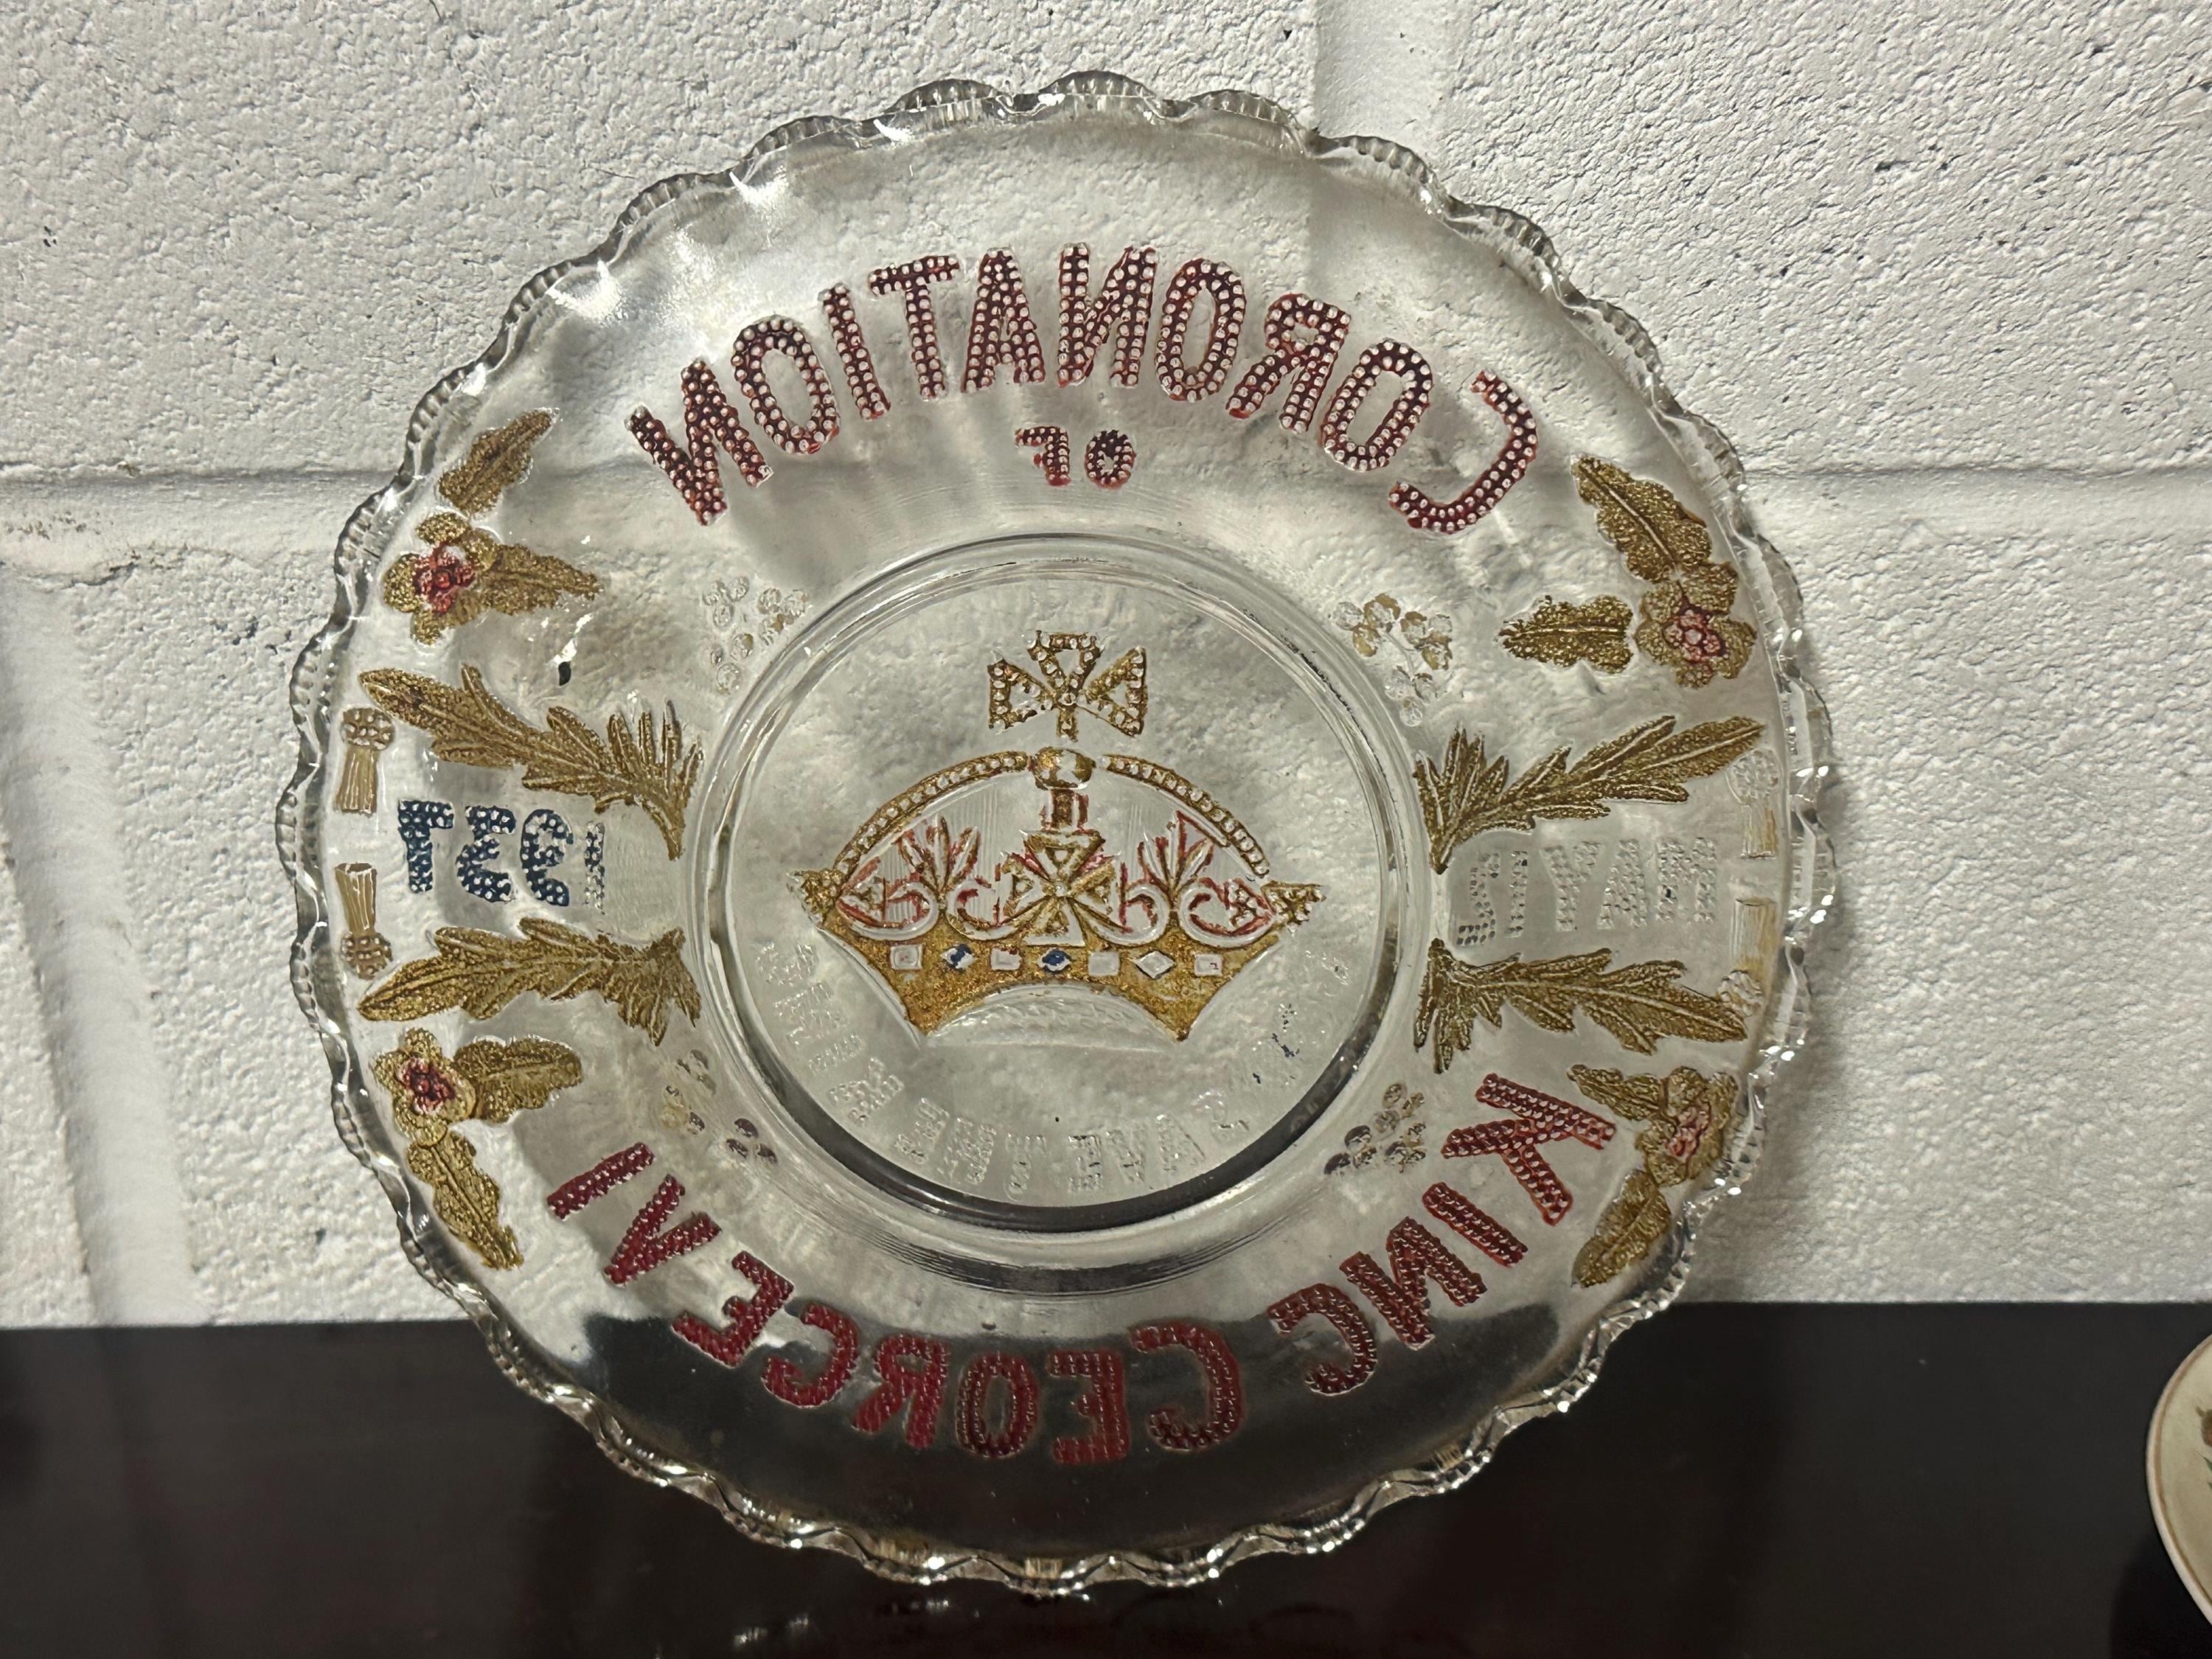 CORONATION
OF
MAY 12
1937
KING GEORGE VI